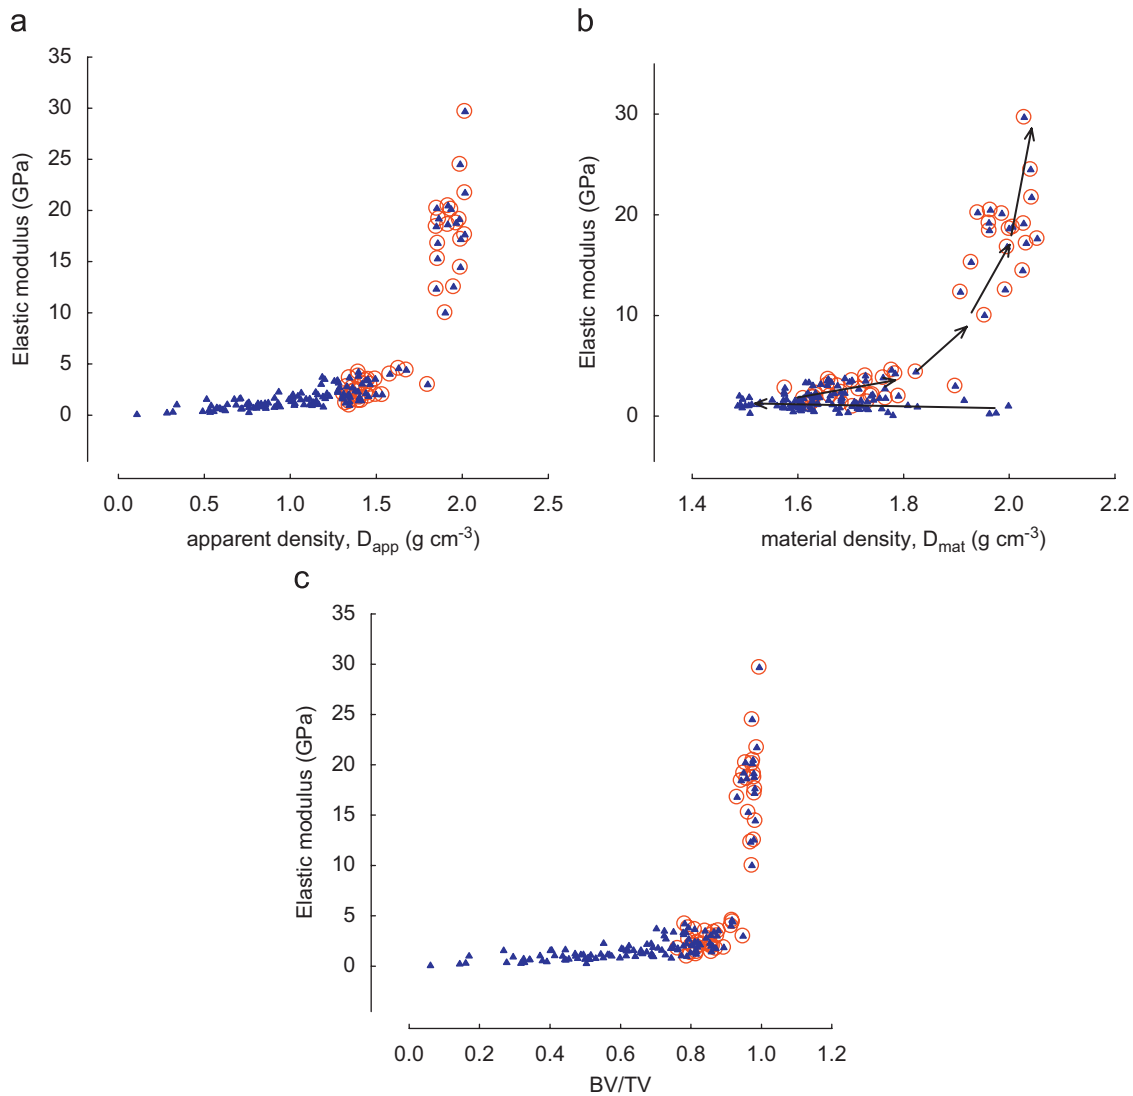 a
35
30
25
20
15
10
5
0
Elastic modulus (GPa)
0.0 0.5 1.0 1.5 2.0 2.5
apparent density, Dapp (g cm-3)
b
30
20
10
0
Elastic modulus (GPa)
1.4 1.6 1.8 2.0 2.2
material density, Dmat (g cm-3)
c
35
30
25
20
15
10
5
0
Elastic modulus (GPa)
0.0 0.2 0.4 0.6 0.8 1.0 1.2
BV/TV